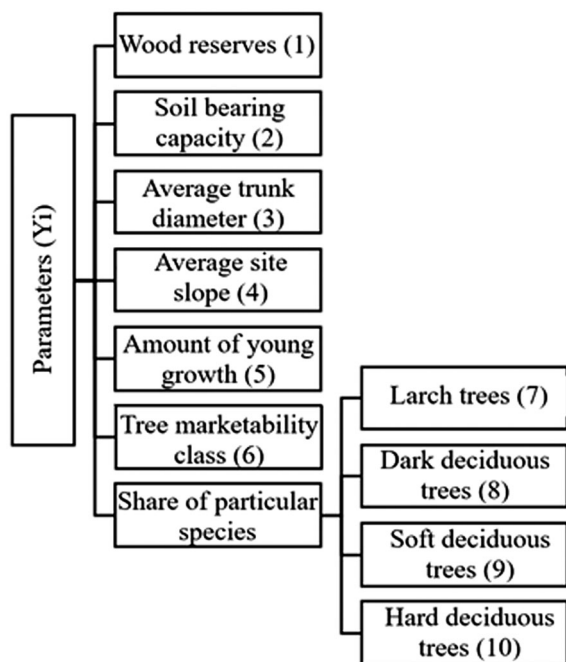 Parameters (Yi)
Wood reserves (1)
Soil bearing
capacity (2)
Average trunk
diameter (3)
Average site
slope (4)
Amount of young
growth (5)
Tree marketability
class (6)
Share of particular
species
Larch trees (7)
Dark deciduous
trees (8)
Soft deciduous
trees (9)
Hard deciduous
trees (10)